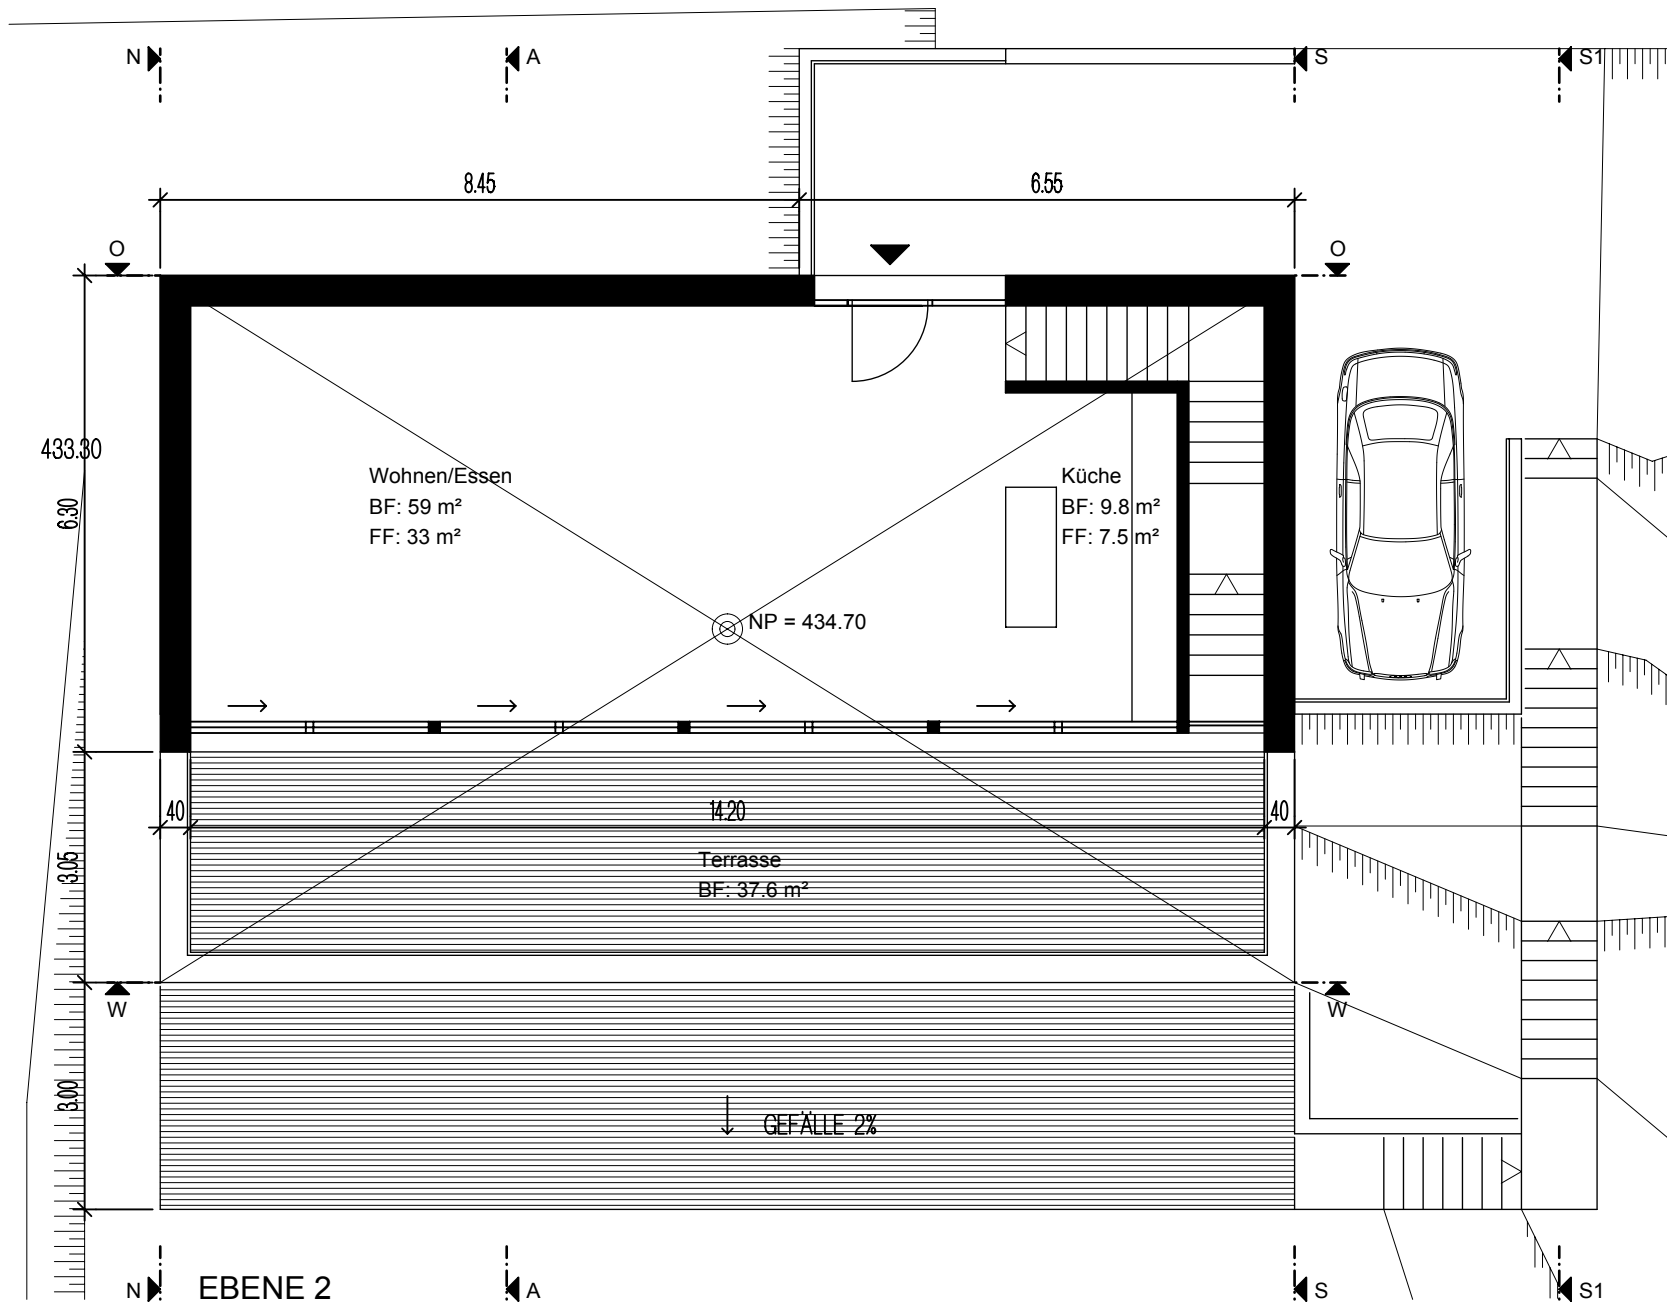 N A S S1
8.45 6.55
O O
433.30
6.30
Wohnen/Essen
BF: 59 m²
FF: 33 m²
Küche
BF: 9.8 m²
FF: 7.5 m²
NP = 434.70
40 14.20 40
3.05
Terrasse
BF: 37.6 m²
W W
3.00
GEFÄLLE 2%
N EBENE 2 A S S1